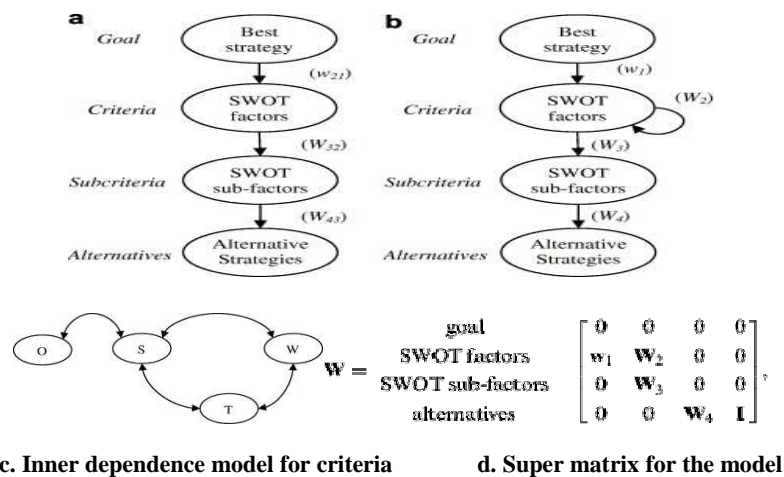 a
Goal
Best
strategy
(w21)
Criteria
SWOT
factors
(W32)
Subcriteria
SWOT
sub-factors
(W43)
Alternatives
Alternative
Strategies
b
Goal
Best
strategy
(w1)
Criteria
SWOT
factors
(W2)
(W3)
Subcriteria
SWOT
sub-factors
(W4)
Alternatives
Alternative
Strategies
O
S
W
T
W =
goal 0 0 0 0
SWOT factors w1 W2 0 0
SWOT sub-factors 0 W3 0 0
alternatives 0 0 W4 I ,
c. Inner dependence model for criteria
d. Super matrix for the model